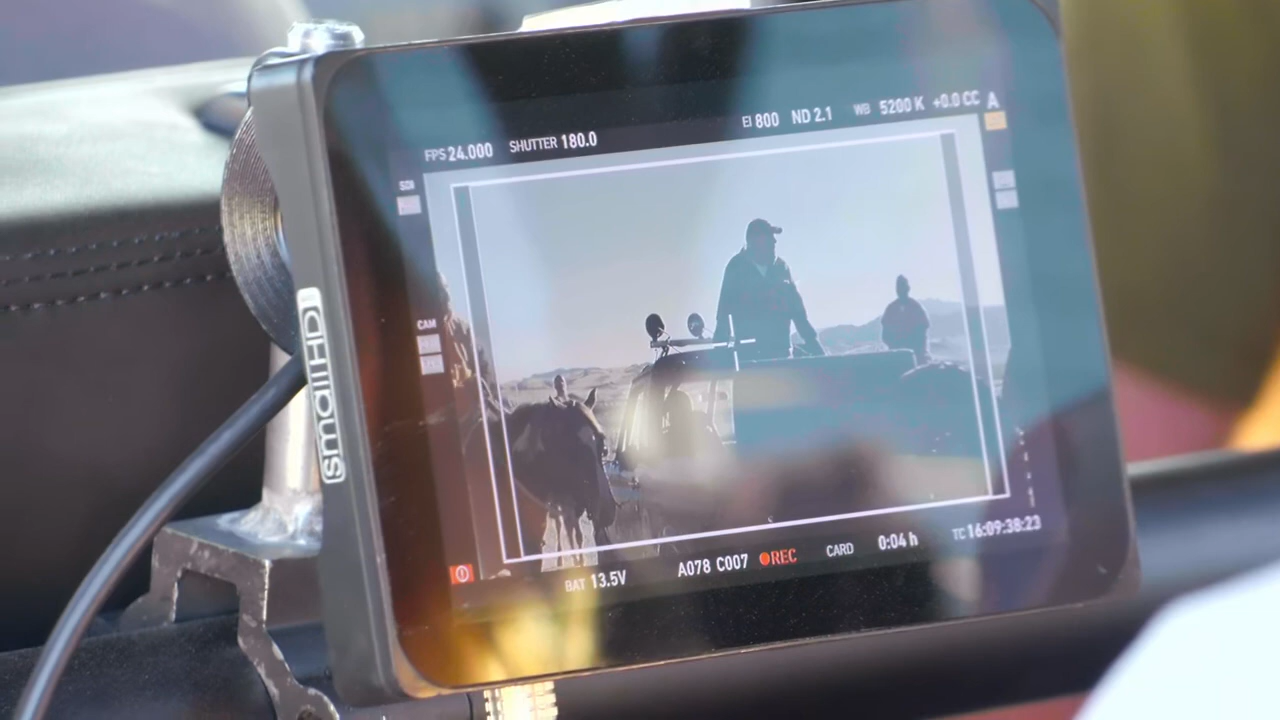 FPS 24.000 SHUTTER 180.0 EI 800 ND 2.1 WB 5200 K +0.0 CC A
SDI
CAM
smallHD
BAT 13.5V A078 C007 REC CARD 0:04 h TC 16:09:38:23